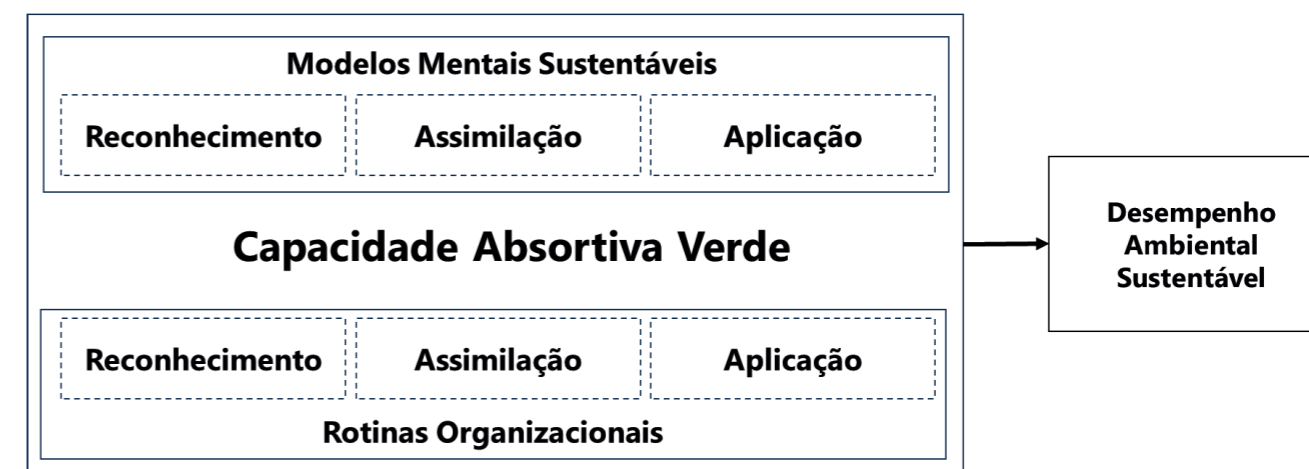 Modelos Mentais Sustentáveis
Reconhecimento
Assimilação
Aplicação
Capacidade Absortiva Verde
Reconhecimento
Assimilação
Aplicação
Rotinas Organizacionais
Desempenho
Ambiental
Sustentável